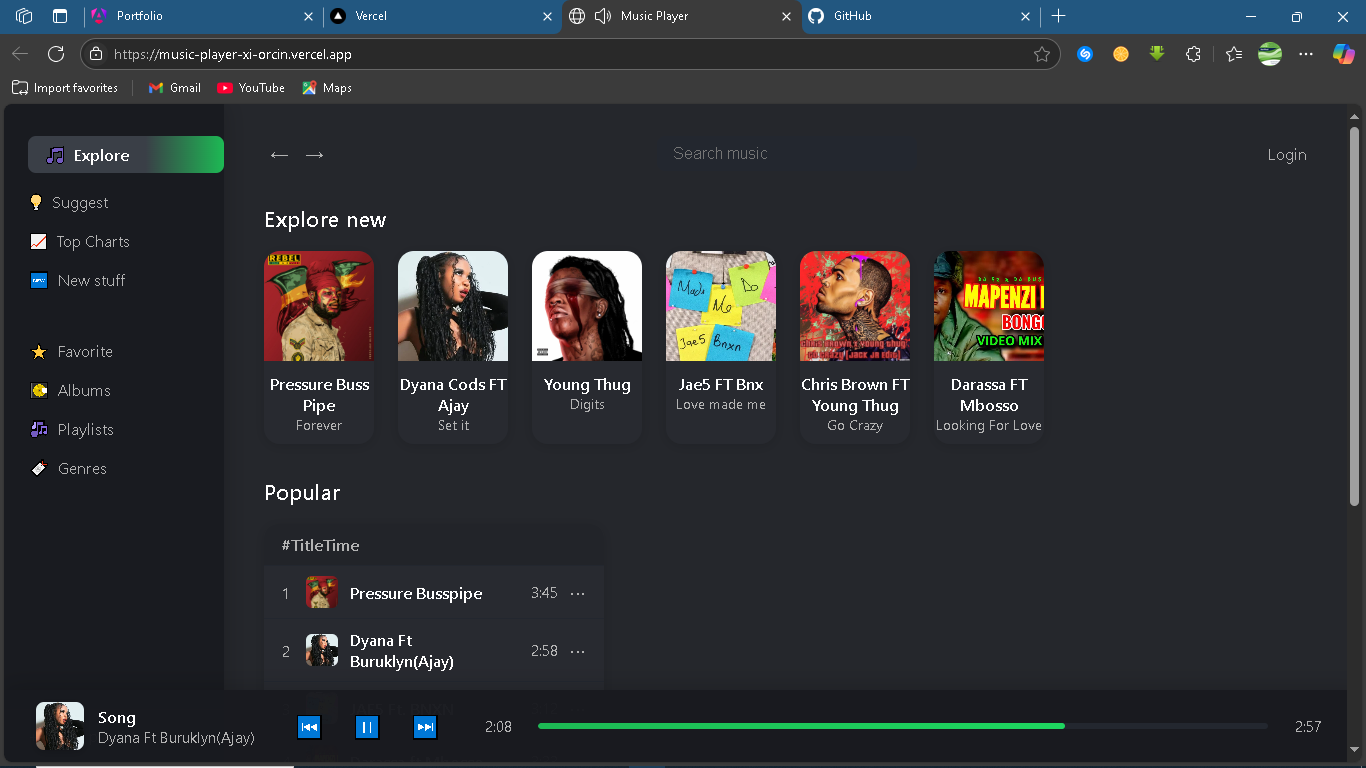 Portfolio
Vercel
Music Player
GitHub
https://music-player-xi-orcin.vercel.app
Import favorites
Gmail
YouTube
Maps
Explore
Suggest
Top Charts
New stuff
Favorite
Albums
Playlists
Genres
← →
Search music
Login
Explore new
REBEL
Made
Me
Do
Jae5
Bnxn
MAPENZI
BONGO
VIDEO MIX
Pressure Buss
Pipe
Forever
Dyana Cods FT
Ajay
Set it
Young Thug
Digits
Jae5 FT Bnx
Love made me
Chris Brown FT
Young Thug
Go Crazy
Darassa FT
Mbosso
Looking For Love
Popular
#TitleTime
1 Pressure Busspipe 3:45 ...
2 Dyana Ft
Buruklyn(Ajay) 2:58 ...
Song
Dyana Ft Buruklyn(Ajay)
2:08
2:57